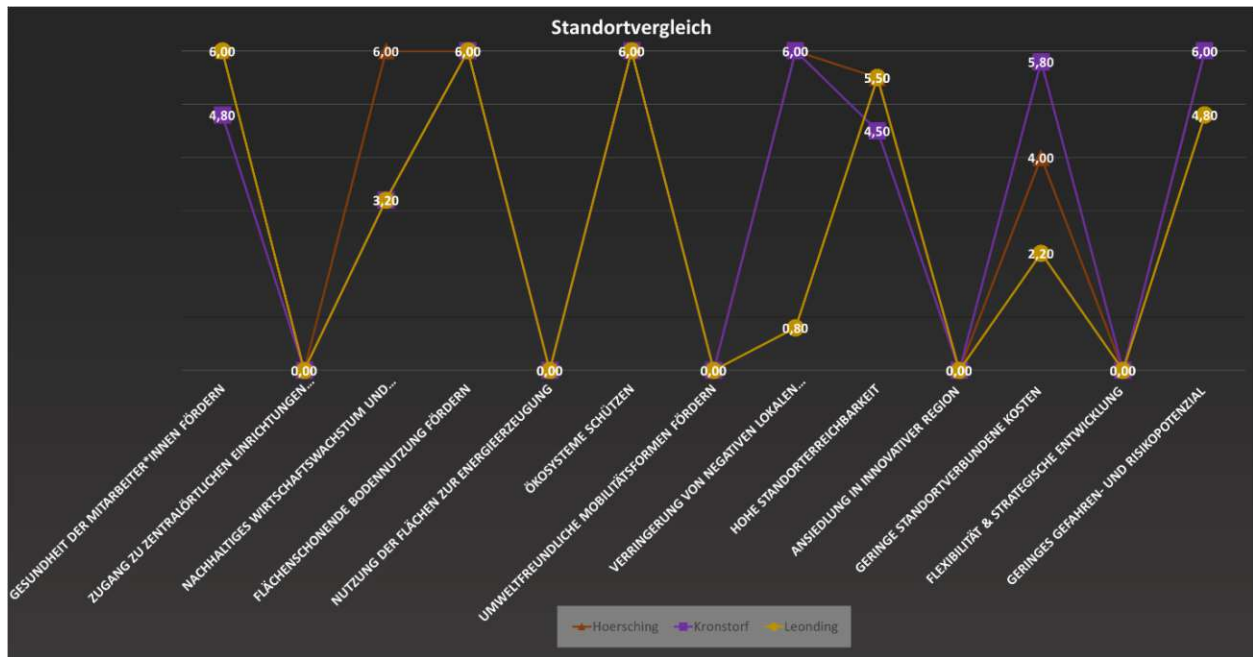 Standortvergleich
6,00
4,80
0,00
6,00
3,20
6,00
0,00
6,00
0,00
6,00
0,80
5,50
4,50
0,00
5,80
4,00
2,20
0,00
6,00
4,80
GESUNDHEIT DER MITARBEITER*INNEN FÖRDERN
ZUGANG ZU ZENTRALÖRTLICHEN EINRICHTUNGEN...
NACHHALTIGES WIRTSCHAFTSWACHSTUM UND...
FLÄCHENSCHONENDE BODENNUTZUNG FÖRDERN
NUTZUNG DER FLÄCHEN ZUR ENERGIEERZEUGUNG
ÖKOSYSTEME SCHÜTZEN
UMWELTFREUNDLICHE MOBILITÄTSFORMEN FÖRDERN
VERRINGERUNG VON NEGATIVEN LOKALEN...
HOHE STANDORTERREICHBARKEIT
ANSIEDLUNG IN INNOVATIVER REGION
GERINGE STANDORTVERBUNDENE KOSTEN
FLEXIBILITÄT & STRATEGISCHE ENTWICKLUNG
GERINGES GEFAHREN- UND RISIKOPOTENZIAL
Hoersching
Kronstorf
Leonding